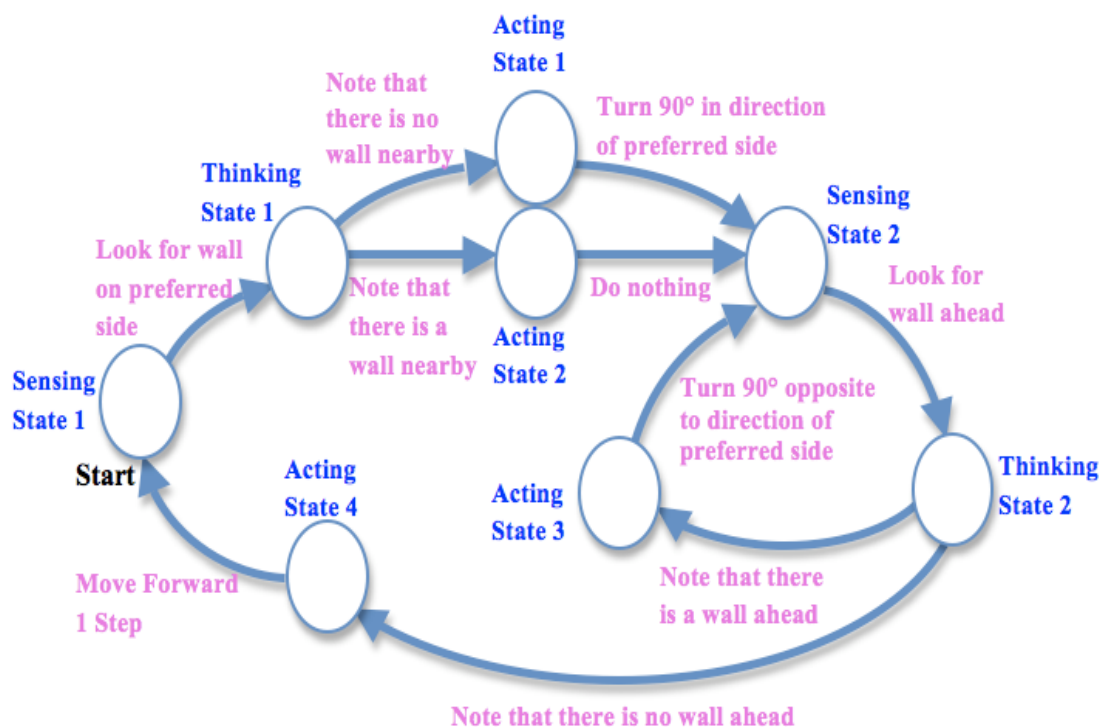 Acting
State 1
Note that
there is no
wall nearby
Turn 90° in direction
of preferred side
Thinking
State 1
Sensing
State 2
Look for wall
on preferred
side
Note that
there is a
wall nearby
Do nothing
Look for
wall ahead
Acting
State 2
Sensing
State 1
Turn 90° opposite
to direction of
preferred side
Start
Acting
State 4
Acting
State 3
Thinking
State 2
Move Forward
1 Step
Note that there
is a wall ahead
Note that there is no wall ahead